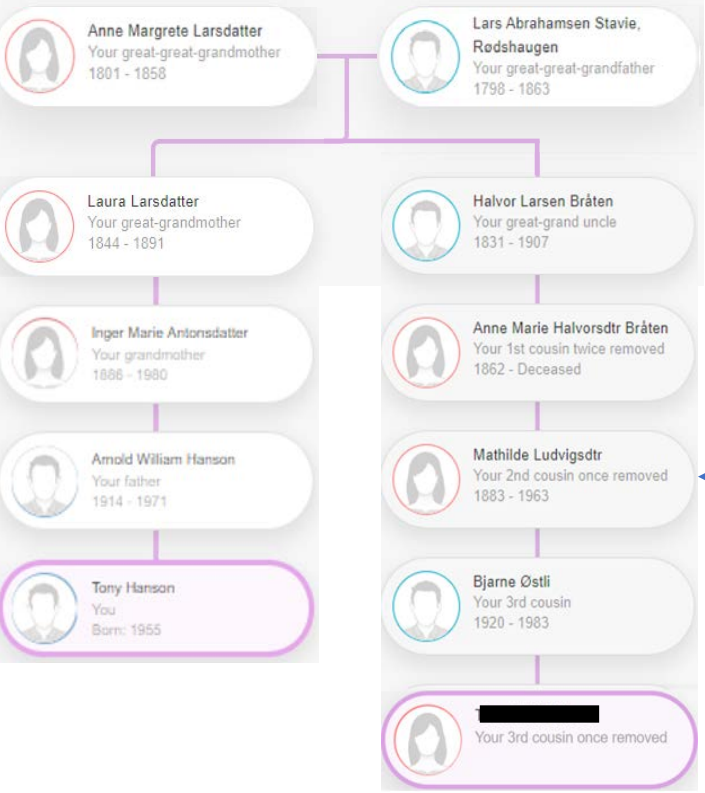 Anne Margrete Larsdatter
Your great-great-grandmother
1801 - 1858
Lars Abrahamsen Stavie,
Rødshaugen
Your great-great-grandfather
1798 - 1863
Laura Larsdatter
Your great-grandmother
1844 - 1891
Halvor Larsen Bråten
Your great-grand uncle
1831 - 1907
Inger Marie Antonsdatter
Your grandmother
1886 - 1980
Anne Marie Halvorsdtr Bråten
Your 1st cousin twice removed
1862 - Deceased
Arnold William Hanson
Your father
1914 - 1971
Mathilde Ludvigsdtr
Your 2nd cousin once removed
1883 - 1963
Tony Hanson
You
Born: 1955
Bjarne Østli
Your 3rd cousin
1920 - 1983
Your 3rd cousin once removed